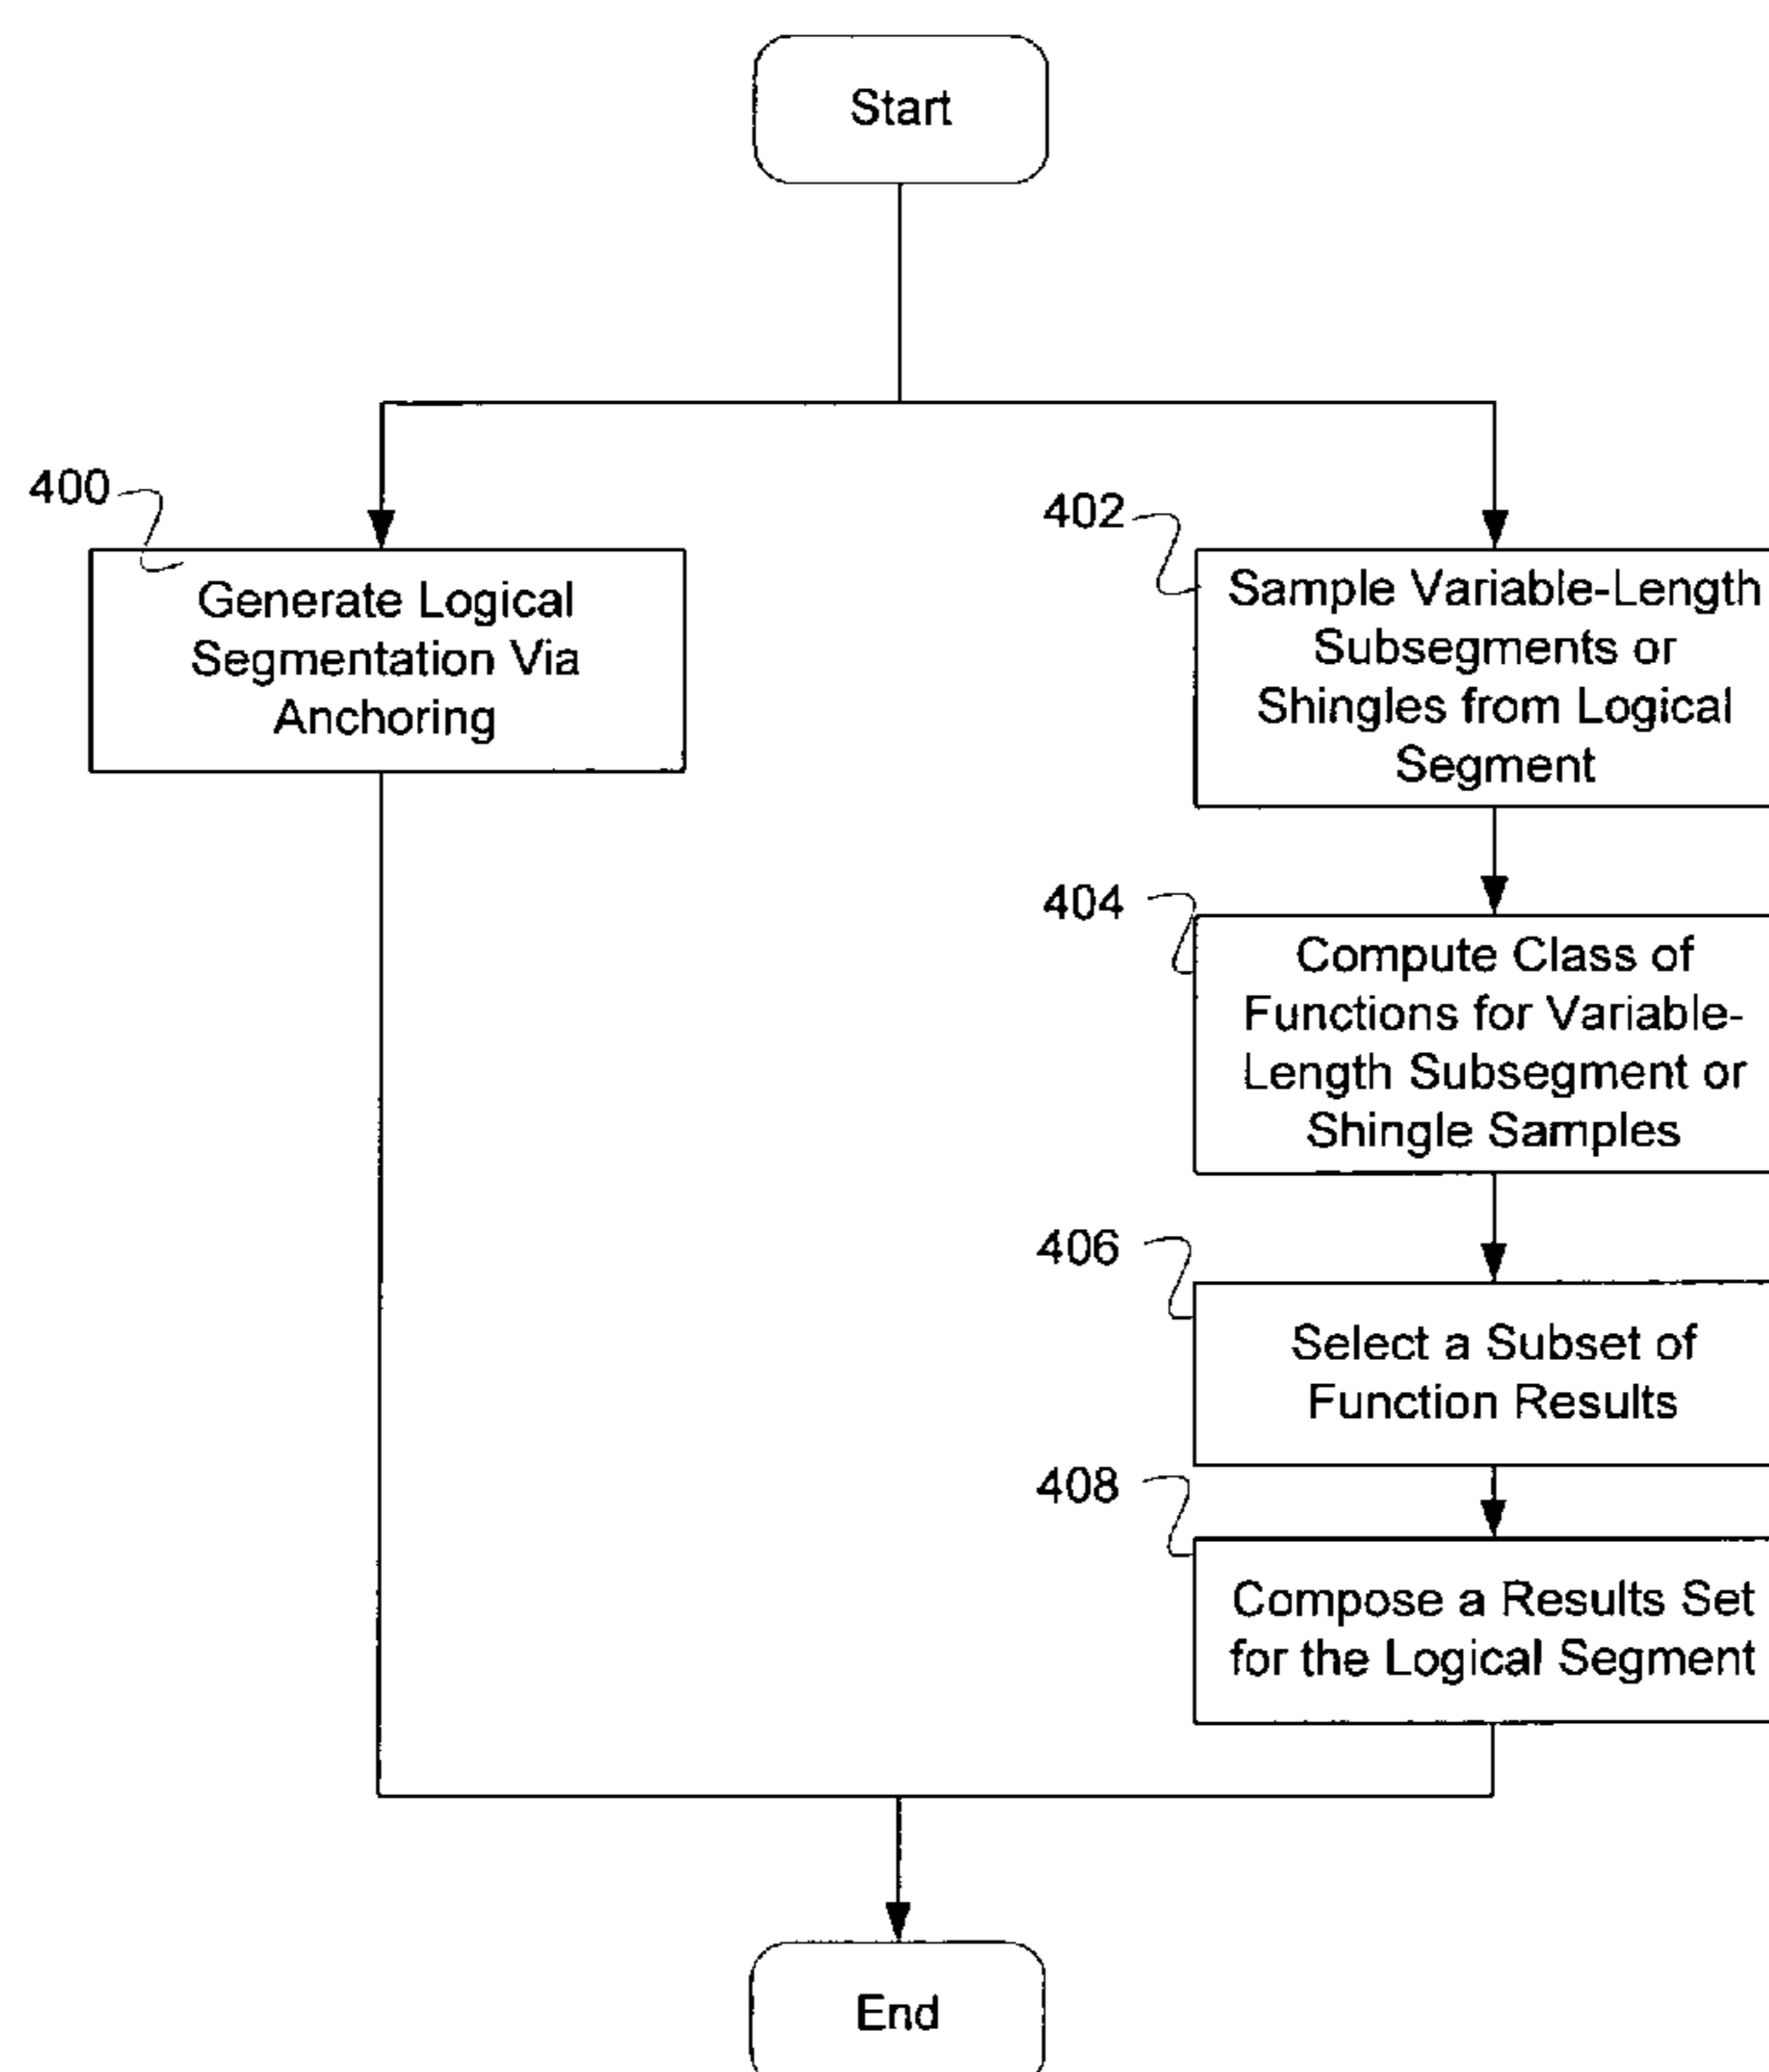 Start
400
Generate Logical
Segmentation Via
Anchoring
402
Sample Variable-Length
Subsegments or
Shingles from Logical
Segment
404
Compute Class of
Functions for Variable-
Length Subsegment or
Shingle Samples
406
Select a Subset of
Function Results
408
Compose a Results Set
for the Logical Segment
End